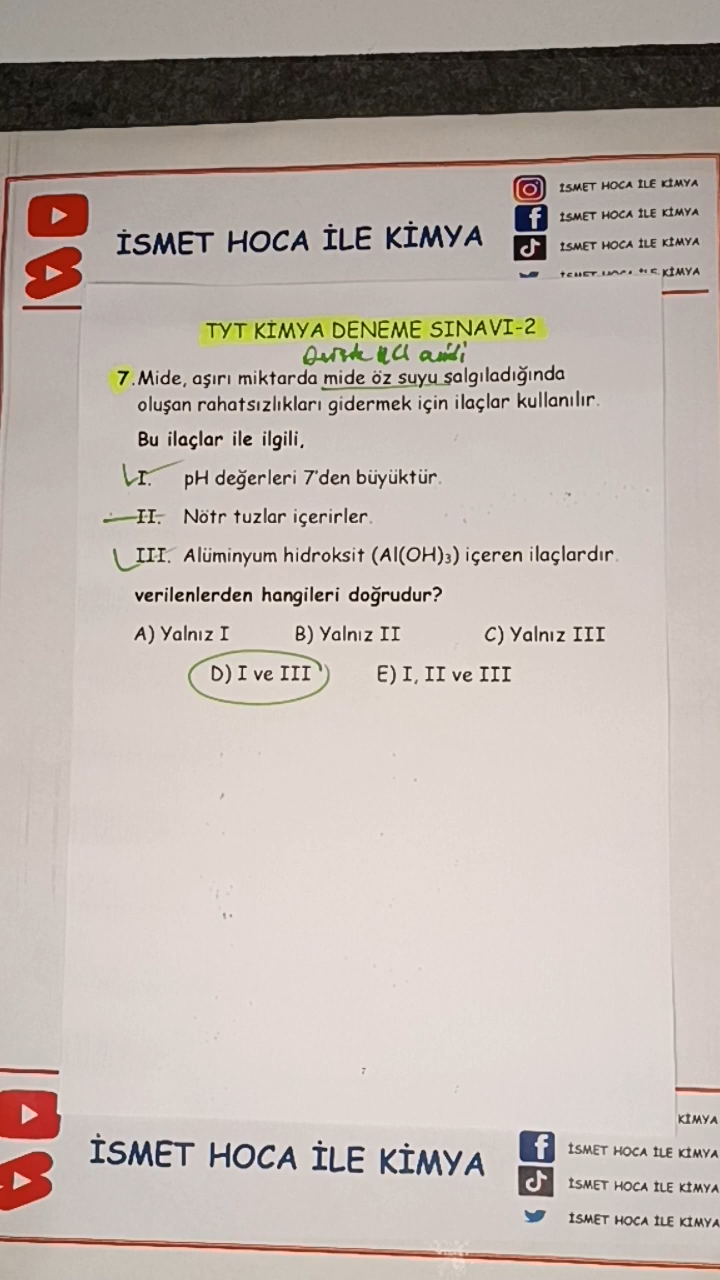 İSMET HOCA İLE KİMYA
İSMET HOCA İLE KİMYA
İSMET HOCA İLE KİMYA
İSMET HOCA İLE KİMYA
KİMYA
TYT KİMYA DENEME SINAVI-2
HCl asidi
7. Mide, aşırı miktarda mide öz suyu salgıladığında
oluşan rahatsızlıkları gidermek için ilaçlar kullanılır.
Bu ilaçlar ile ilgili,
I. pH değerleri 7'den büyüktür.
II. Nötr tuzlar içerirler.
III. Alüminyum hidroksit (Al(OH)₃) içeren ilaçlardır.
verilenlerden hangileri doğrudur?
A) Yalnız I B) Yalnız II C) Yalnız III
D) I ve III E) I, II ve III
KİMYA
İSMET HOCA İLE KİMYA
İSMET HOCA İLE KİMYA
İSMET HOCA İLE KİMYA
İSMET HOCA İLE KİMYA